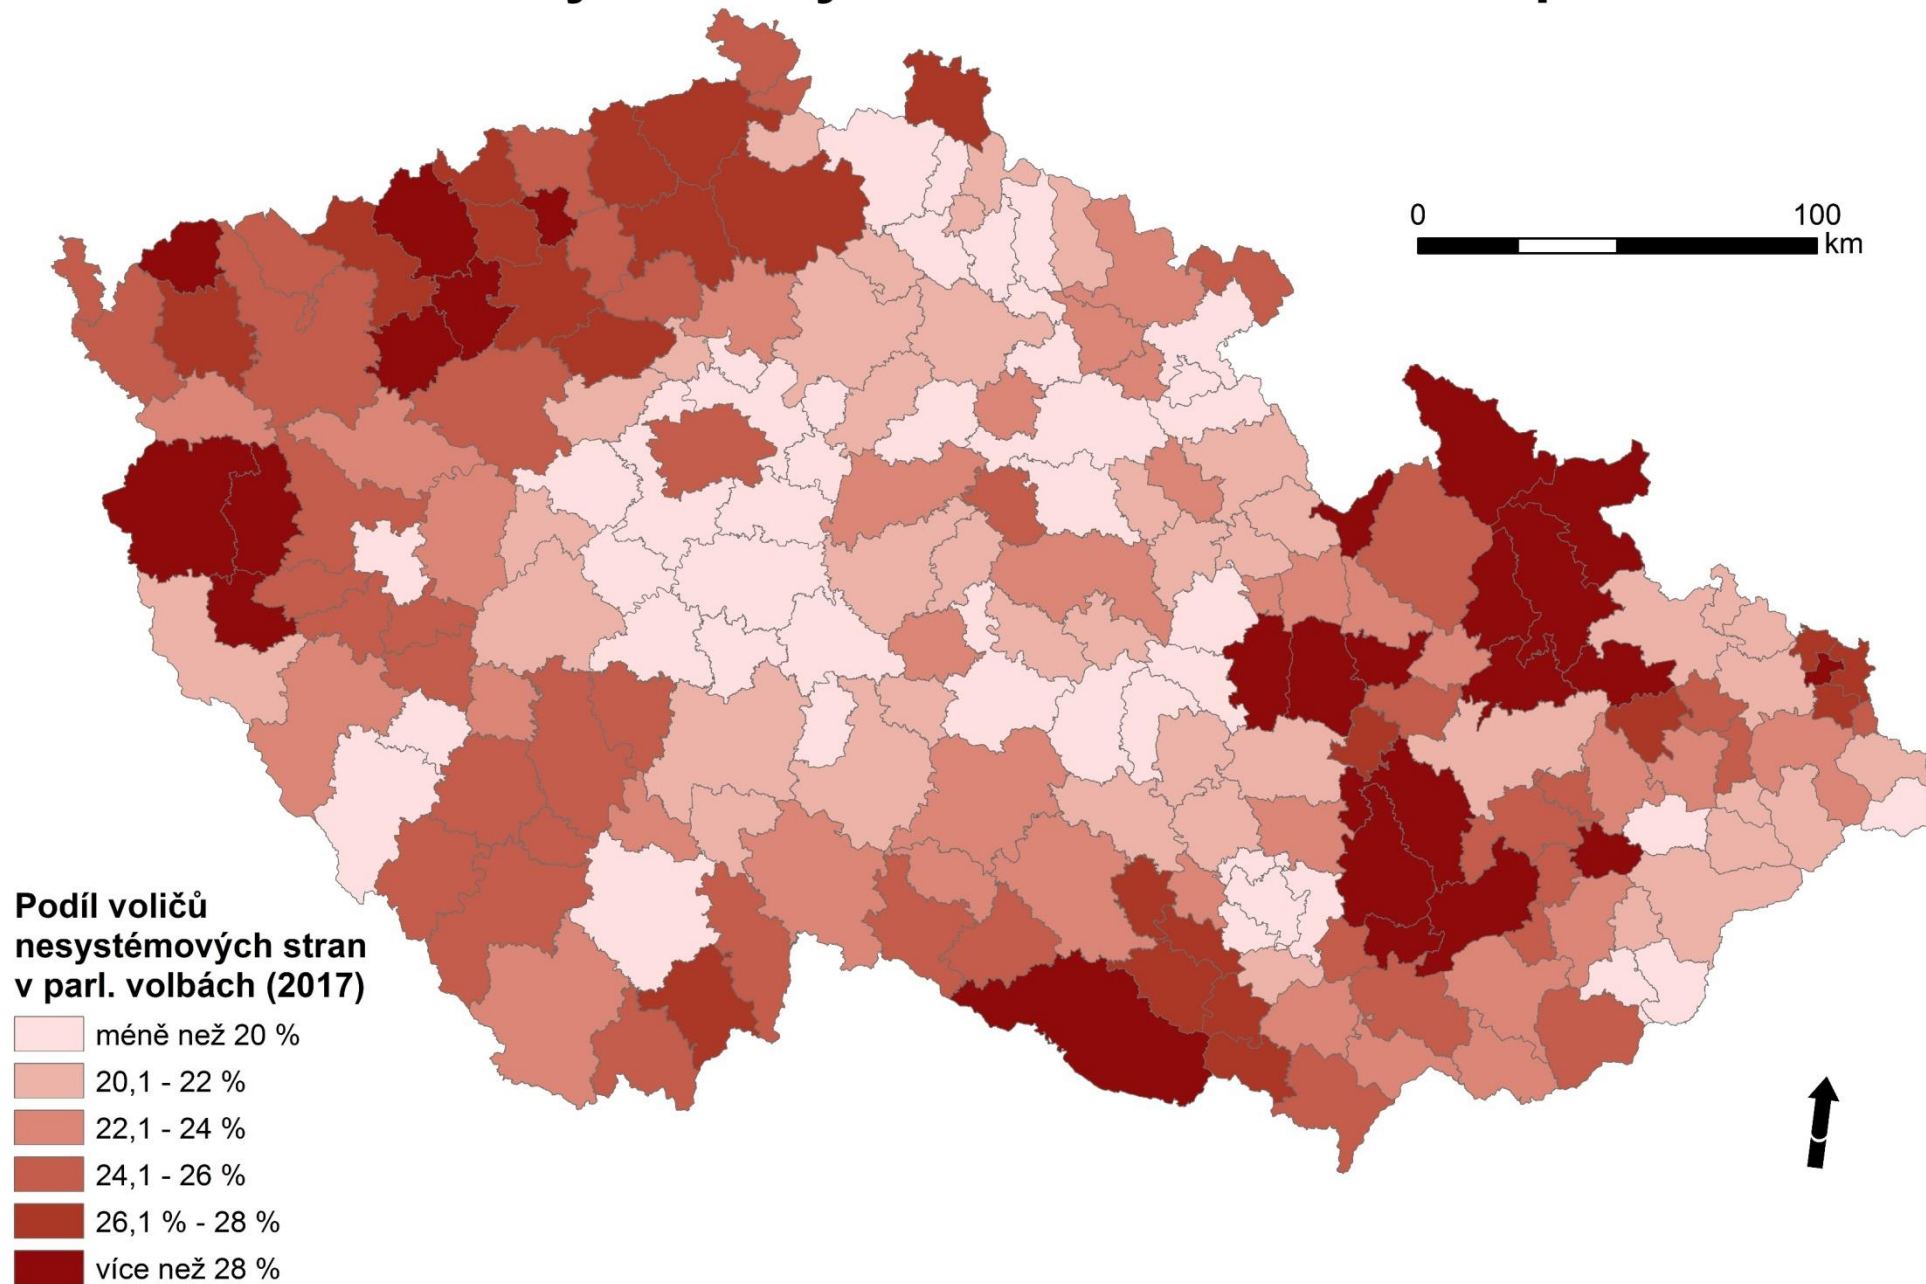 0 100
km
Podíl voličů
nesystémových stran
v parl. volbách (2017)
méně než 20 %
20,1 - 22 %
22,1 - 24 %
24,1 - 26 %
26,1 % - 28 %
více než 28 %